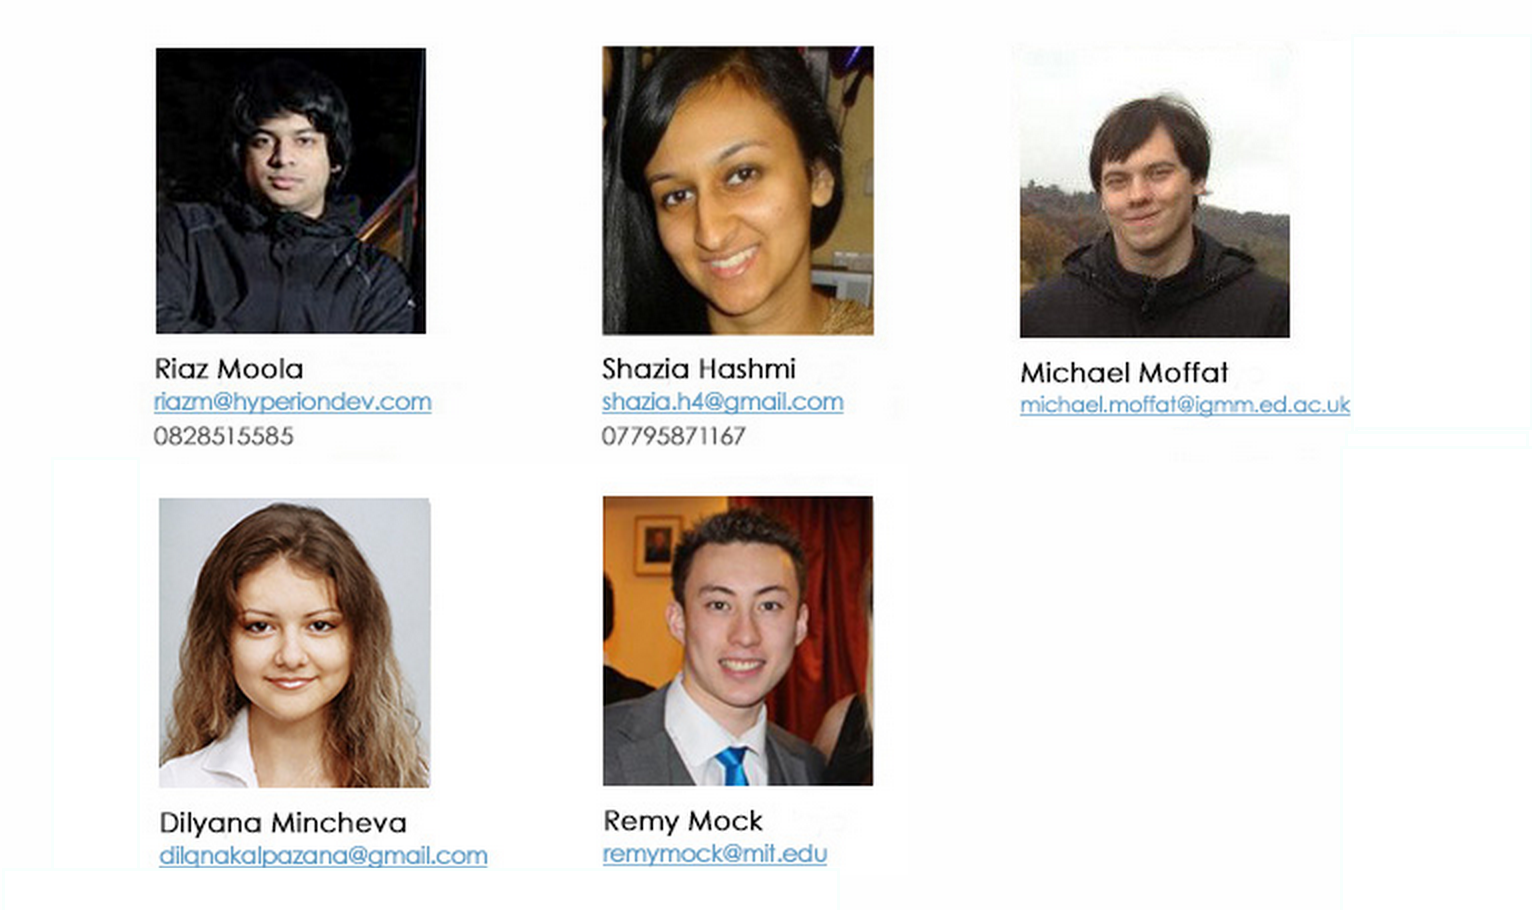 Riaz Moola
riazm@hyperiondev.com
0828515585
Shazia Hashmi
shazia.h4@gmail.com
07795871167
Michael Moffat
michael.moffat@igmm.ed.ac.uk
Dilyana Mincheva
dilqnakalpazana@gmail.com
Remy Mock
remymock@mit.edu